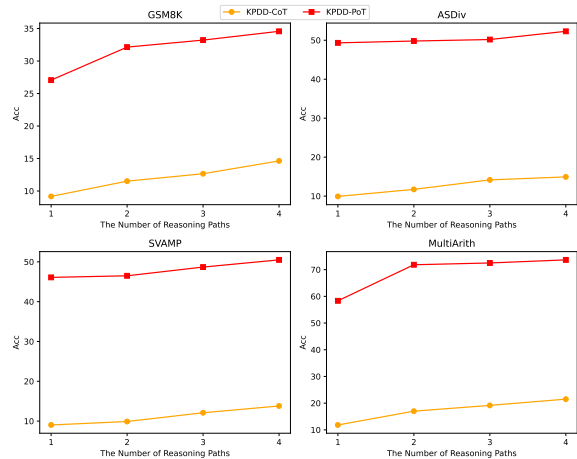 KPDD-CoT KPDD-PoT
GSM8K
Acc
35
30
25
20
15
10
1 2 3 4
The Number of Reasoning Paths
ASDiv
Acc
50
40
30
20
10
1 2 3 4
The Number of Reasoning Paths
SVAMP
Acc
50
40
30
20
10
1 2 3 4
The Number of Reasoning Paths
MultiArith
Acc
70
60
50
40
30
20
10
1 2 3 4
The Number of Reasoning Paths